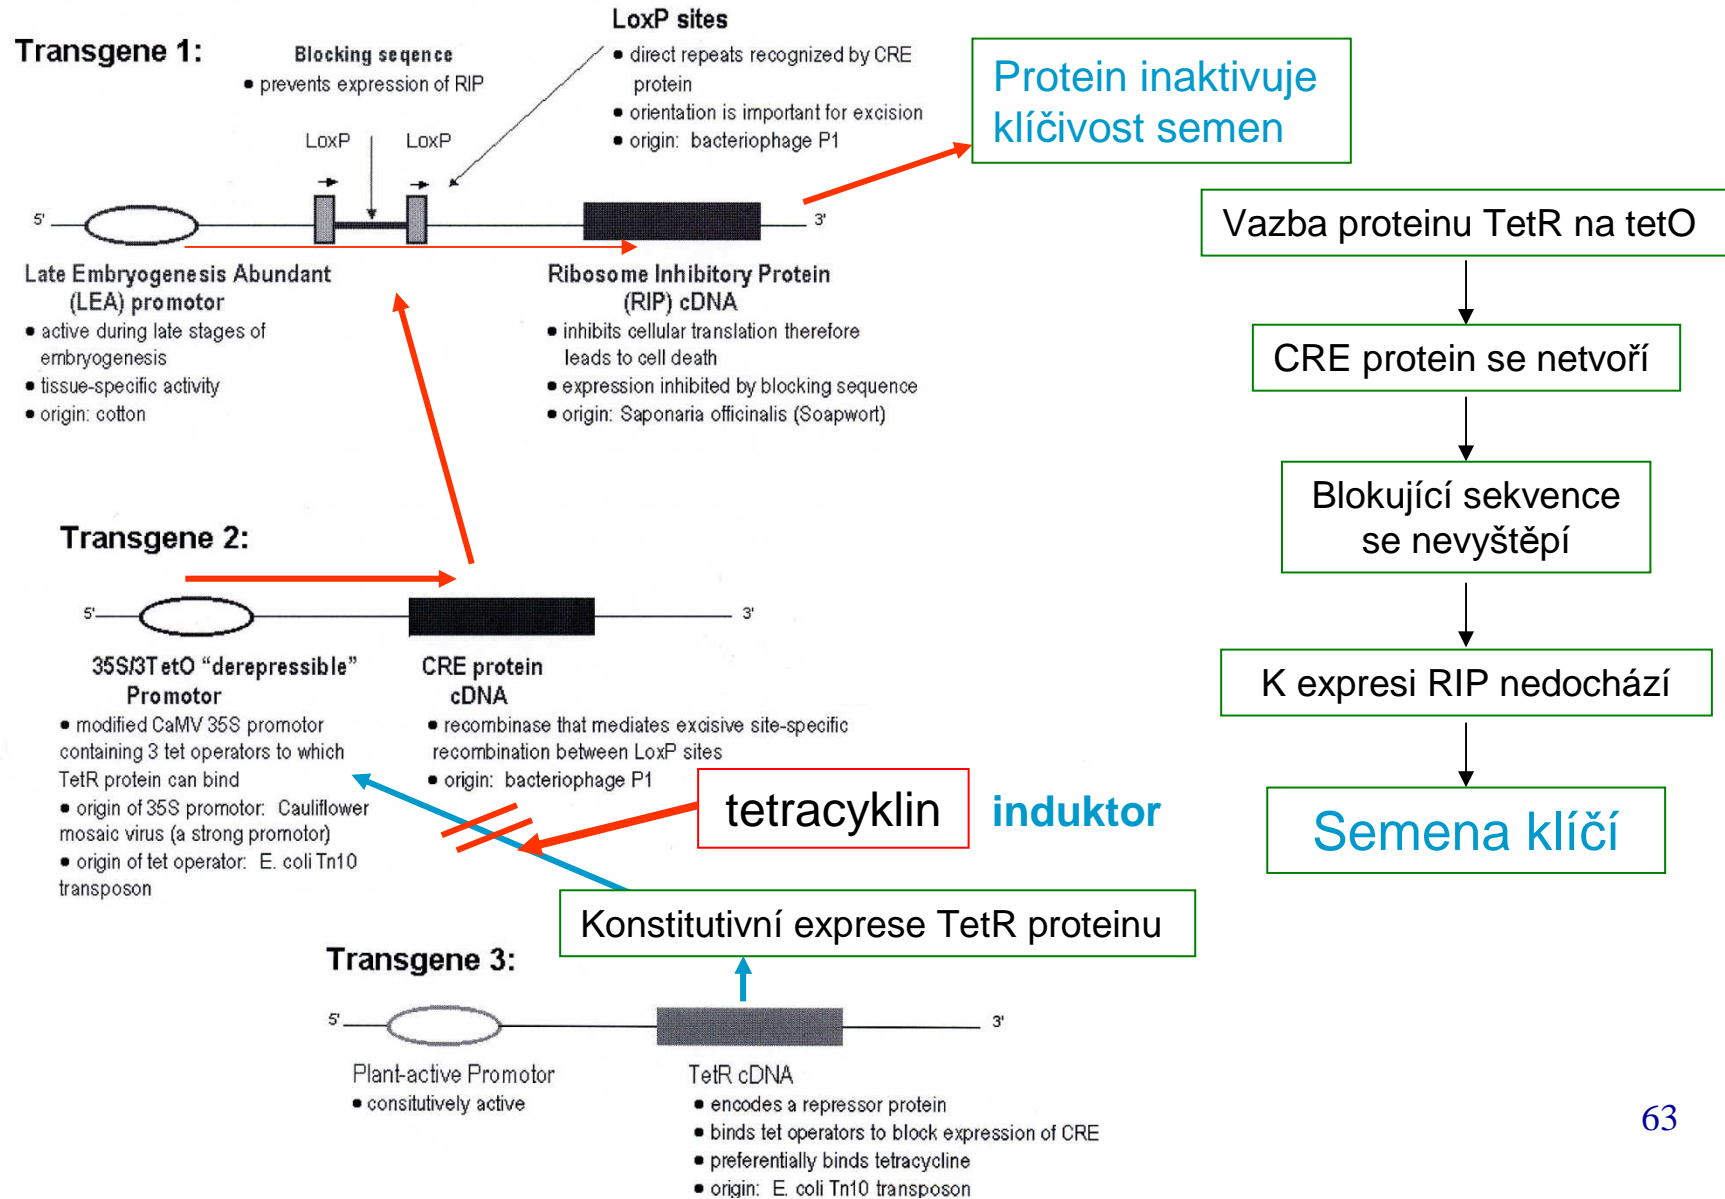 Transgene 1:
Blocking seqence
• prevents expression of RIP
LoxP sites
• direct repeats recognized by CRE
protein
• orientation is important for excision
• origin: bacteriophage P1
Protein inaktivuje
klíčivost semen
LoxP
LoxP
5'
3'
Late Embryogenesis Abundant
(LEA) promotor
• active during late stages of
embryogenesis
• tissue-specific activity
• origin: cotton
Ribosome Inhibitory Protein
(RIP) cDNA
• inhibits cellular translation therefore
leads to cell death
• expression inhibited by blocking sequence
• origin: Saponaria officinalis (Soapwort)
Vazba proteinu TetR na tetO
CRE protein se netvoří
Blokující sekvence
se nevyštěpí
K expresi RIP nedochází
Semena klíčí
Transgene 2:
5'
3'
35S/3TetO “derepressible”
Promotor
• modified CaMV 35S promotor
containing 3 tet operators to which
TetR protein can bind
• origin of 35S promotor: Cauliflower
mosaic virus (a strong promotor)
• origin of tet operator: E. coli Tn10
transposon
CRE protein
cDNA
• recombinase that mediates excisive site-specific
recombination between LoxP sites
• origin: bacteriophage P1
tetracyklin
induktor
Konstitutivní exprese TetR proteinu
Transgene 3:
5'
3'
Plant-active Promotor
• consitutively active
TetR cDNA
• encodes a repressor protein
• binds tet operators to block expression of CRE
• preferentially binds tetracycline
• origin: E. coli Tn10 transposon
63